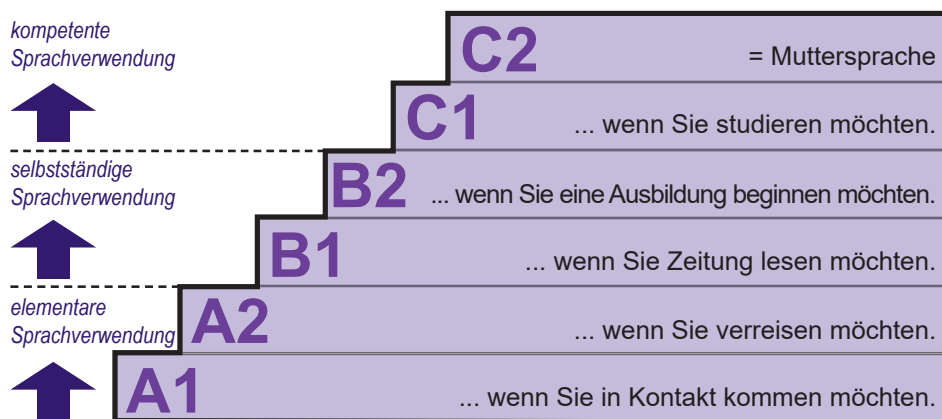 kompetente
Sprachverwendung
C2 = Muttersprache
C1 ... wenn Sie studieren möchten.
selbstständige
Sprachverwendung
B2 ... wenn Sie eine Ausbildung beginnen möchten.
B1 ... wenn Sie Zeitung lesen möchten.
elementare
Sprachverwendung
A2 ... wenn Sie verreisen möchten.
A1 ... wenn Sie in Kontakt kommen möchten.